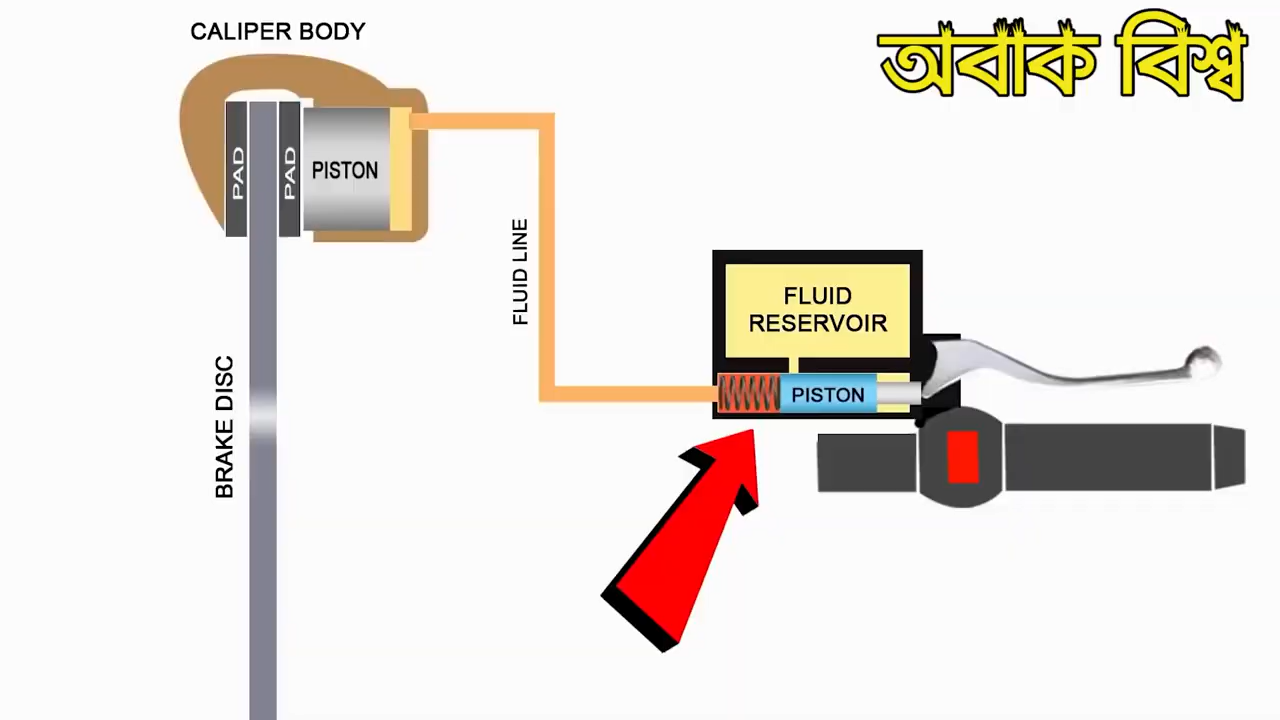 CALIPER BODY
অবাক বিশ্ব
PAD
PAD
PISTON
FLUID LINE
FLUID
RESERVOIR
PISTON
BRAKE DISC